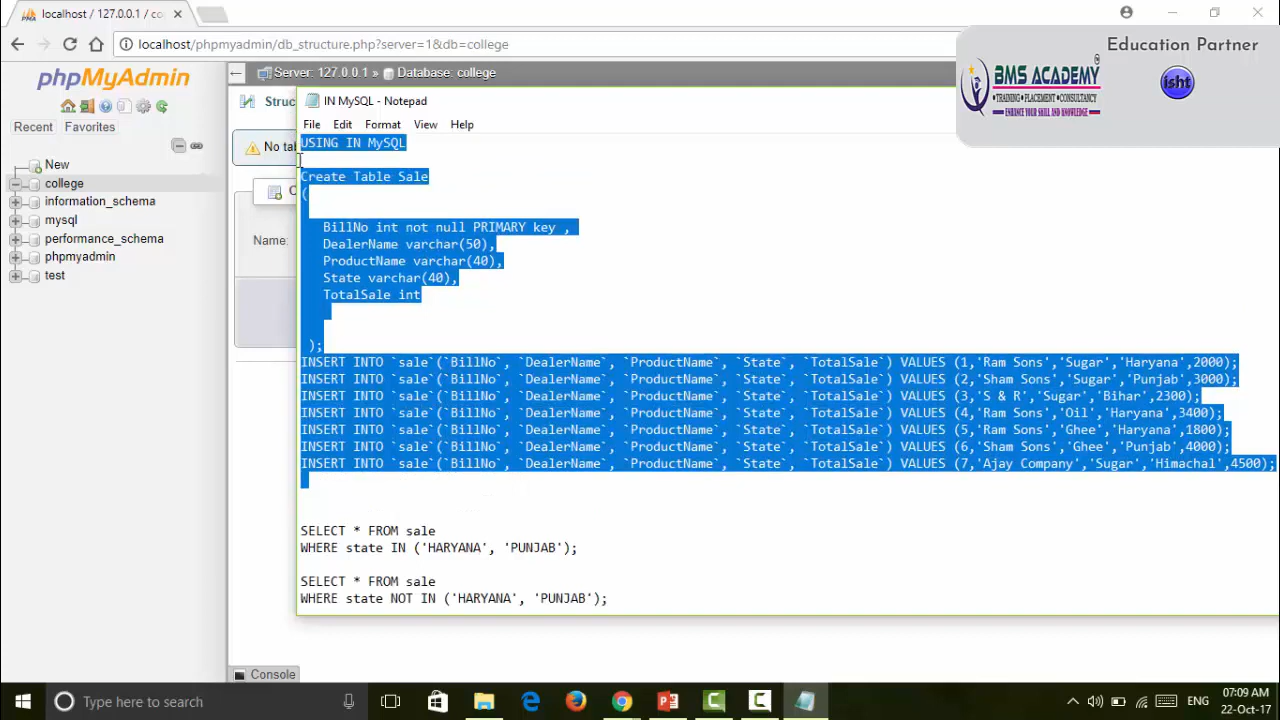 localhost / 127.0.0.1 / co
localhost/phpmyadmin/db_structure.php?server=1&db=college
Education Partner
BMS ACADEMY
TRAINING•PLACEMENT•CONSULTANCY
ENHANCE YOUR SKILL AND KNOWLEDGE
isht
phpMyAdmin
Recent Favorites
New
college
information_schema
mysql
performance_schema
phpmyadmin
test
Server: 127.0.0.1 » Database: college
Struc
No tab
Name:
IN MySQL - Notepad
File Edit Format View Help
USING IN MySQL
Create Table Sale
(
BillNo int not null PRIMARY key ,
DealerName varchar(50),
ProductName varchar(40),
State varchar(40),
TotalSale int
);
INSERT INTO `sale`(`BillNo`, `DealerName`, `ProductName`, `State`, `TotalSale`) VALUES (1,'Ram Sons','Sugar','Haryana',2000);
INSERT INTO `sale`(`BillNo`, `DealerName`, `ProductName`, `State`, `TotalSale`) VALUES (2,'Sham Sons','Sugar','Punjab',3000);
INSERT INTO `sale`(`BillNo`, `DealerName`, `ProductName`, `State`, `TotalSale`) VALUES (3,'S & R','Sugar','Bihar',2300);
INSERT INTO `sale`(`BillNo`, `DealerName`, `ProductName`, `State`, `TotalSale`) VALUES (4,'Ram Sons','Oil','Haryana',3400);
INSERT INTO `sale`(`BillNo`, `DealerName`, `ProductName`, `State`, `TotalSale`) VALUES (5,'Ram Sons','Ghee','Haryana',1800);
INSERT INTO `sale`(`BillNo`, `DealerName`, `ProductName`, `State`, `TotalSale`) VALUES (6,'Sham Sons','Ghee','Punjab',4000);
INSERT INTO `sale`(`BillNo`, `DealerName`, `ProductName`, `State`, `TotalSale`) VALUES (7,'Ajay Company','Sugar','Himachal',4500);
SELECT * FROM sale
WHERE state IN ('HARYANA', 'PUNJAB');
SELECT * FROM sale
WHERE state NOT IN ('HARYANA', 'PUNJAB');
Console
Type here to search
ENG
07:09 AM
22-Oct-17